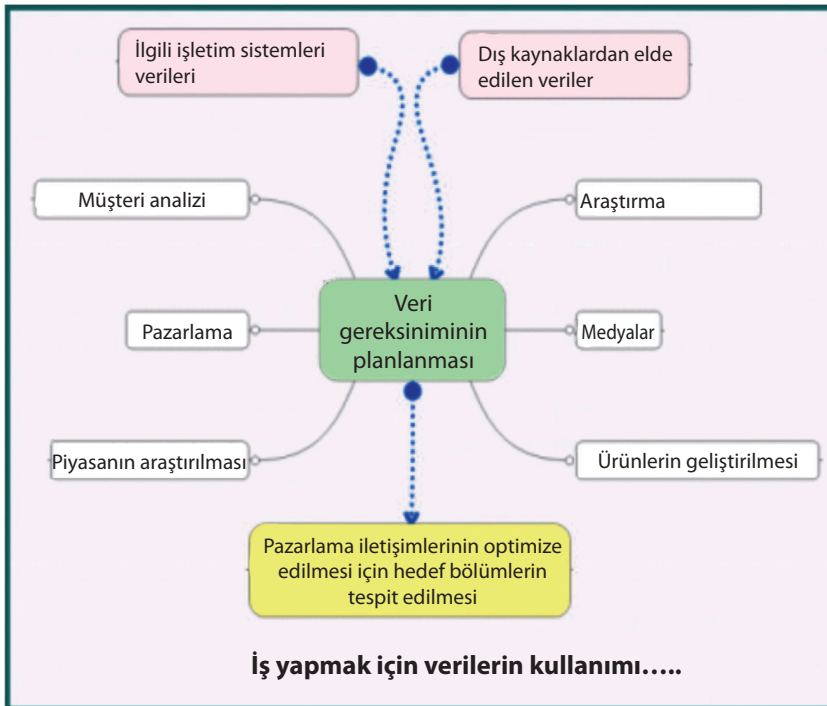 İlgili işletim sistemleri
verileri
Dış kaynaklardan elde
edilen veriler
Müşteri analizi
Araştırma
Veri
gereksiniminin
planlanması
Pazarlama
Medyalar
Piyasanın araştırılması
Ürünlerin geliştirilmesi
Pazarlama iletişimlerinin optimize
edilmesi için hedef bölümlerin
tespit edilmesi
İş yapmak için verilerin kullanımı…..